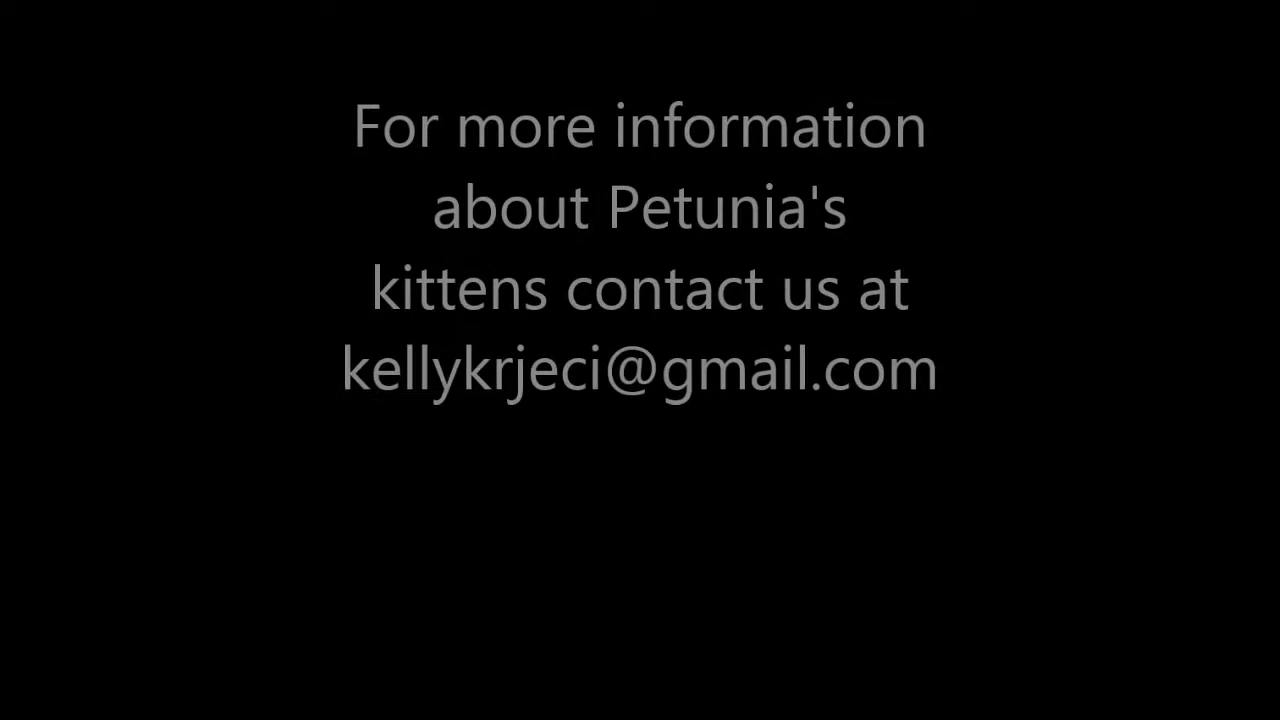 For more information
about Petunia's
kittens contact us at
kellykrjeci@gmail.com